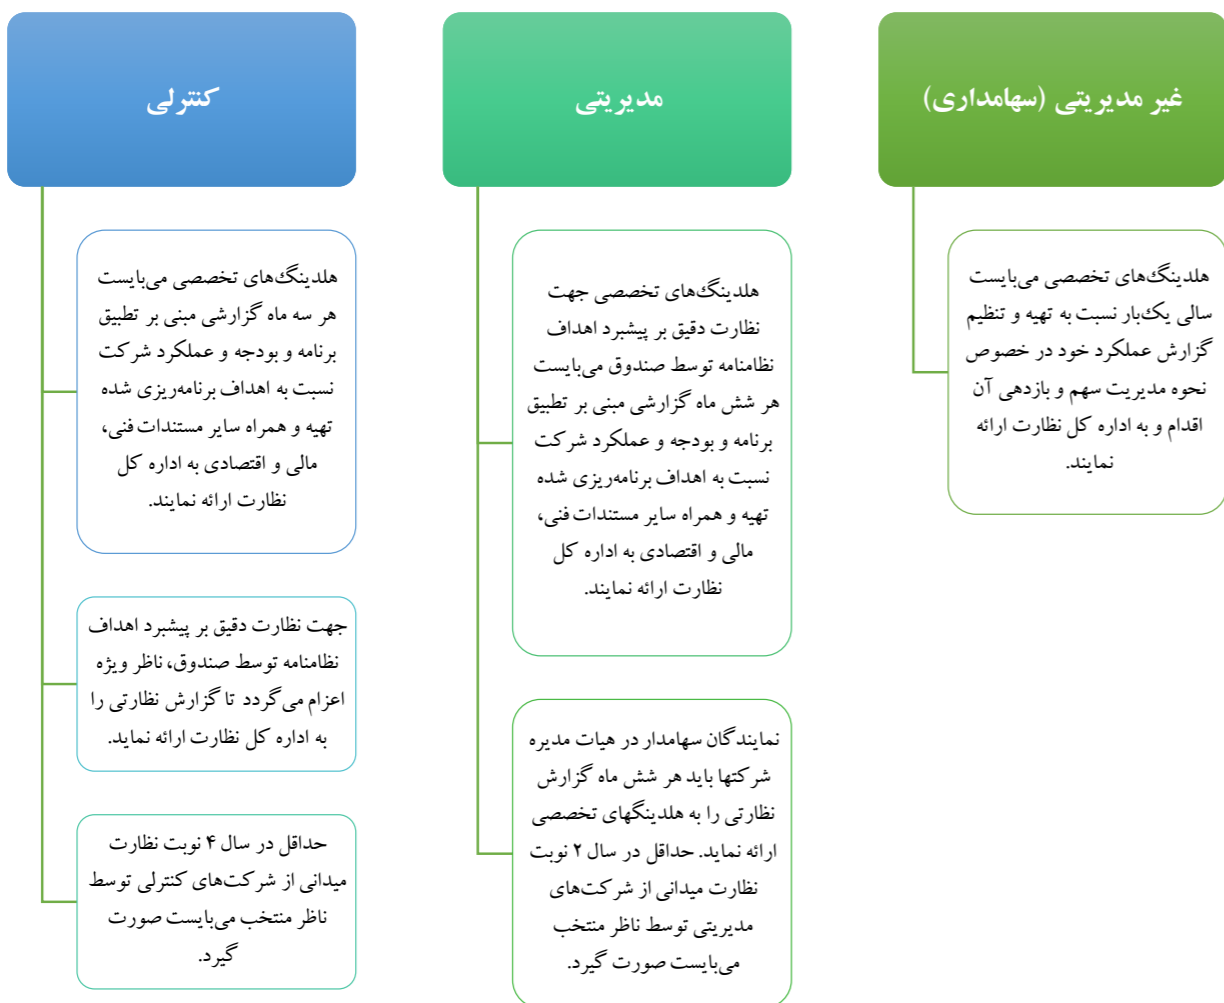 غیر مدیریتی (سهامداری)
هلدینگ‌های تخصصی می‌بایست
سالی یک‌بار نسبت به تهیه و تنظیم
گزارش عملکرد خود در خصوص
نحوه مدیریت سهم و بازدهی آن
اقدام و به اداره کل نظارت ارائه
نمایند.
مدیریتی
هلدینگ‌های تخصصی جهت
نظارت دقیق بر پیشبرد اهداف
نظامنامه توسط صندوق می‌بایست
هر شش ماه گزارشی مبنی بر تطبیق
برنامه و بودجه و عملکرد شرکت
نسبت به اهداف برنامه‌ریزی شده
تهیه و همراه سایر مستندات فنی،
مالی و اقتصادی به اداره کل
نظارت ارائه نمایند.
نمایندگان سهامدار در هیات مدیره
شرکتها باید هر شش ماه گزارش
نظارتی را به هلدینگهای تخصصی
ارائه نماید. حداقل در سال ۲ نوبت
نظارت میدانی از شرکت‌های
مدیریتی توسط ناظر منتخب
می‌بایست صورت گیرد.
کنترلی
هلدینگ‌های تخصصی می‌بایست
هر سه ماه گزارشی مبنی بر تطبیق
برنامه و بودجه و عملکرد شرکت
نسبت به اهداف برنامه‌ریزی شده
تهیه و همراه سایر مستندات فنی،
مالی و اقتصادی به اداره کل
نظارت ارائه نمایند.
جهت نظارت دقیق بر پیشبرد اهداف
نظامنامه توسط صندوق، ناظر ویژه
اعزام می‌گردد تا گزارش نظارتی را
به اداره کل نظارت ارائه نماید.
حداقل در سال ۴ نوبت نظارت
میدانی از شرکت‌های کنترلی توسط
ناظر منتخب می‌بایست صورت
گیرد.